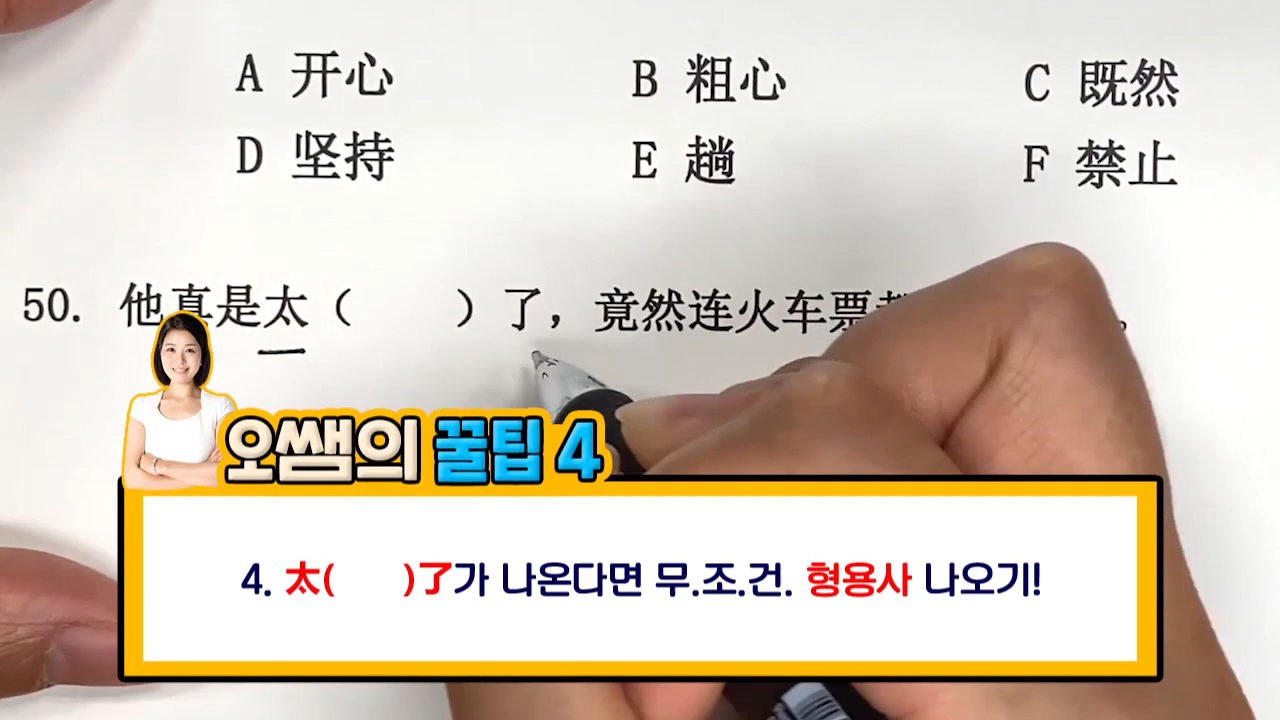 A 开心 B 粗心 C 既然
D 坚持 E 趟 F 禁止
50. 他真是太（ ）了，竟然连火车票
오쌤의 꿀팁 4
4. 太( )了가 나온다면 무.조.건. 형용사 나오기!